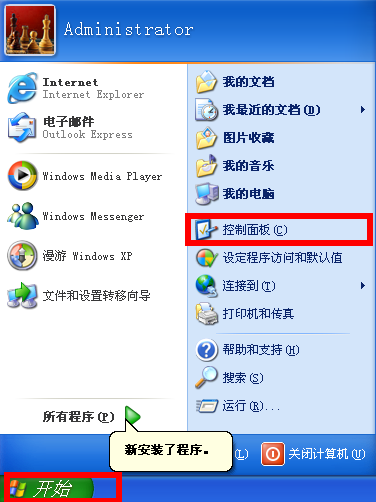 Administrator
Internet
Internet Explorer
电子邮件
Outlook Express
Windows Media Player
Windows Messenger
漫游 Windows XP
文件和设置转移向导
所有程序(P)
我的文档
我最近的文档(D)
图片收藏
我的音乐
我的电脑
控制面板(C)
设定程序访问和默认值
连接到(T)
打印机和传真
帮助和支持(H)
搜索(S)
运行(R)...
新安装了程序。
(L)
关闭计算机(U)
开始